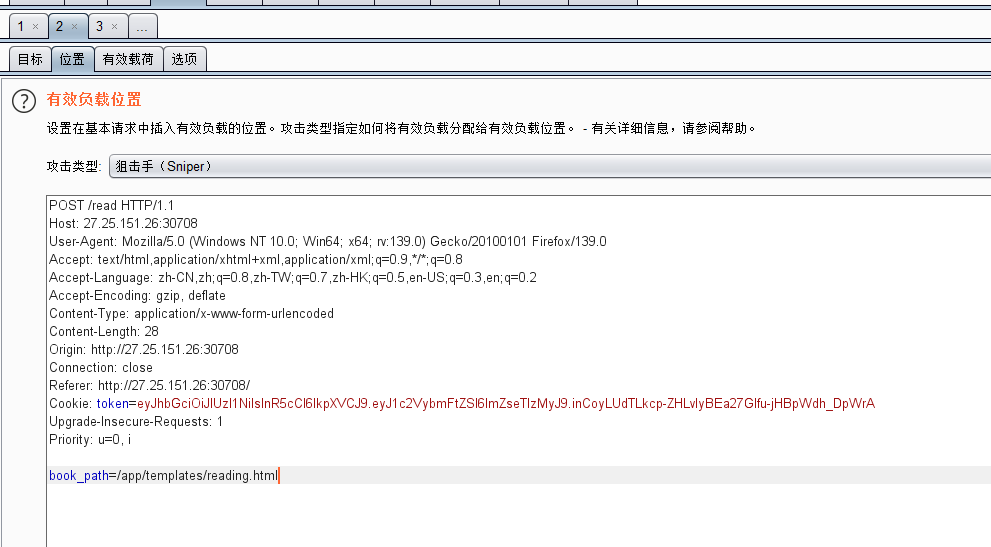 1 × 2 × 3 × ...
目标 位置 有效载荷 选项
? 有效负载位置
设置在基本请求中插入有效负载的位置。攻击类型指定如何将有效负载分配给有效负载位置。 - 有关详细信息，请参阅帮助。
攻击类型: 狙击手（Sniper）
POST /read HTTP/1.1
Host: 27.25.151.26:30708
User-Agent: Mozilla/5.0 (Windows NT 10.0; Win64; x64; rv:139.0) Gecko/20100101 Firefox/139.0
Accept: text/html,application/xhtml+xml,application/xml;q=0.9,*/*;q=0.8
Accept-Language: zh-CN,zh;q=0.8,zh-TW;q=0.7,zh-HK;q=0.5,en-US;q=0.3,en;q=0.2
Accept-Encoding: gzip, deflate
Content-Type: application/x-www-form-urlencoded
Content-Length: 28
Origin: http://27.25.151.26:30708
Connection: close
Referer: http://27.25.151.26:30708/
Cookie: token=eyJhbGciOiJIUzI1NiIsInR5cCI6IkpXVCJ9.eyJ1c2VybmFtZSI6ImZseTIzMyJ9.inCoyLUdTLkcp-ZHLvlyBEa27GIfu-jHBpWdh_DpWrA
Upgrade-Insecure-Requests: 1
Priority: u=0, i
book_path=/app/templates/reading.html